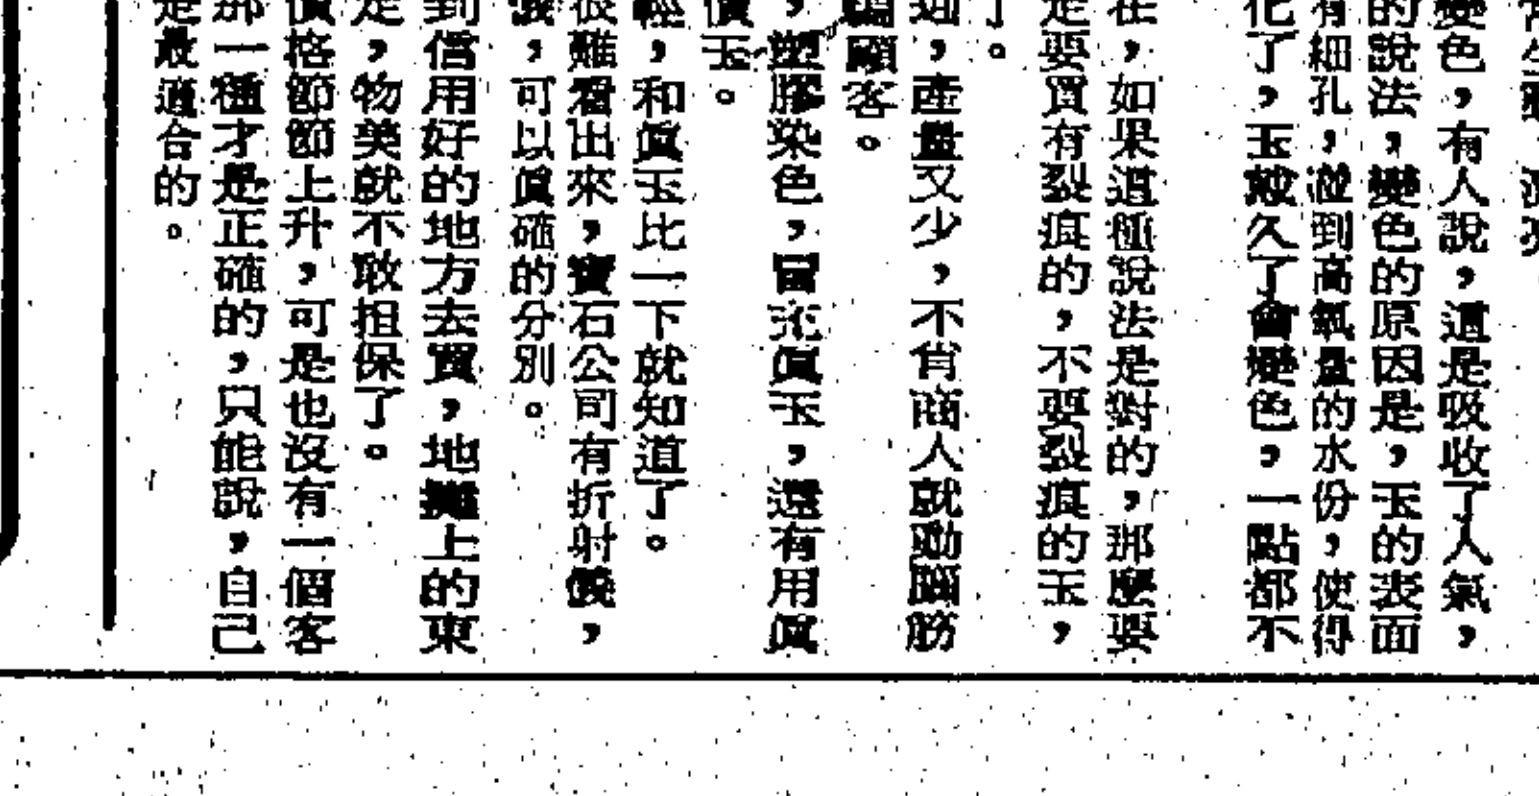 變色，有人說，這是吸收了人氣，
的說法，變色的原因是，玉的表面
有細孔，碰到高氧量的水份，使得
化了，玉戴久了會變色，一點都不
在，如果這種說法是對的，那麼要
是要買有裂痕的，不要裂痕的玉，
了。
，產量又少，不肖商人就動腦筋
騙顧客。
，塑膠染色，冒充眞玉，還有用眞
價玉。
輕，和眞玉比一下就知道了。
很難看出來，寶石公司有折射儀，
儀，可以眞確的分別。
到信用好的地方去買，地攤上的東
足，物美就不敢担保了。
價格節節上升，可是也沒有一個客
那一種才是正確的，只能說，自己
是最適合的。